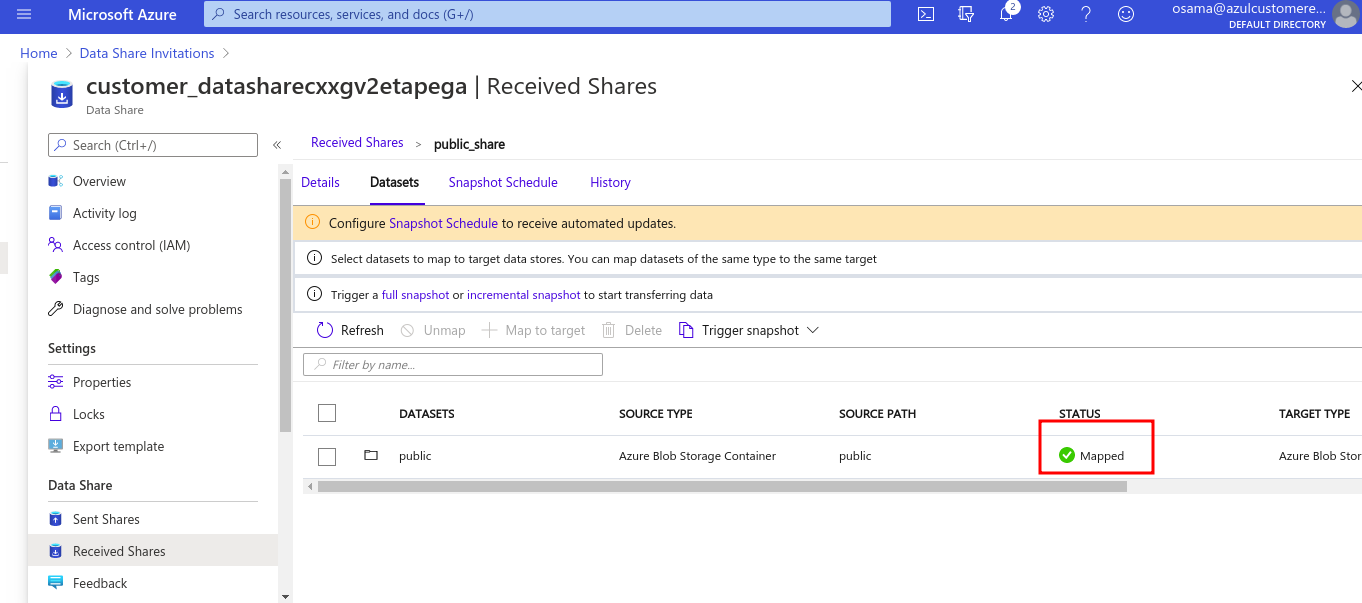 Microsoft Azure
Search resources, services, and docs (G+/)
2
osama@azulcustomere...
DEFAULT DIRECTORY
Home > Data Share Invitations >
customer_datasharecxxgv2etapega | Received Shares
Data Share
Search (Ctrl+/)
«
Overview
Activity log
Access control (IAM)
Tags
Diagnose and solve problems
Settings
Properties
Locks
Export template
Data Share
Sent Shares
Received Shares
Feedback
Received Shares > public_share
Details Datasets Snapshot Schedule History
Configure Snapshot Schedule to receive automated updates.
Select datasets to map to target data stores. You can map datasets of the same type to the same target
Trigger a full snapshot or incremental snapshot to start transferring data
Refresh Unmap Map to target Delete Trigger snapshot
Filter by name...
DATASETS SOURCE TYPE SOURCE PATH STATUS TARGET TYPE
public Azure Blob Storage Container public Mapped Azure Blob Stor